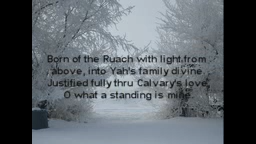 Born of the Ruach with light from
above, into Yah's family divine
Justified fully thru Calvary's love,
O what a standing is mine